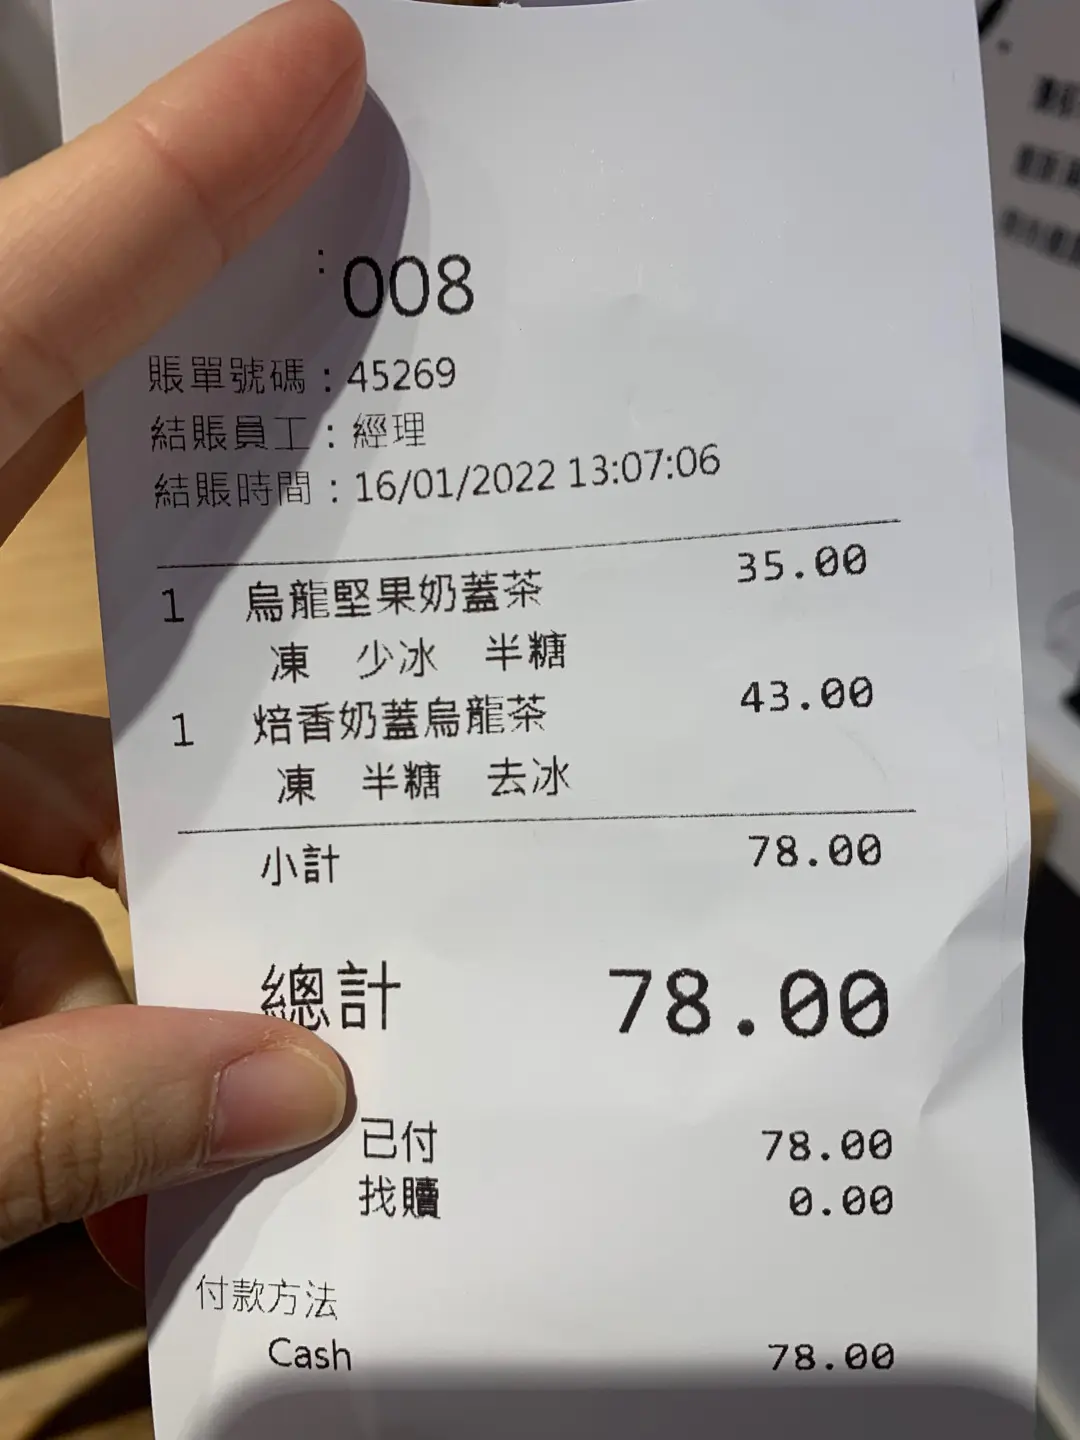 : 008
賬單號碼：45269
結賬員工：經理
結賬時間：16/01/2022 13:07:06
1 烏龍堅果奶蓋茶 35.00
凍 少冰 半糖
1 焙香奶蓋烏龍茶 43.00
凍 半糖 去冰
小計 78.00
總計 78.00
已付 78.00
找贖 0.00
付款方法
Cash 78.00